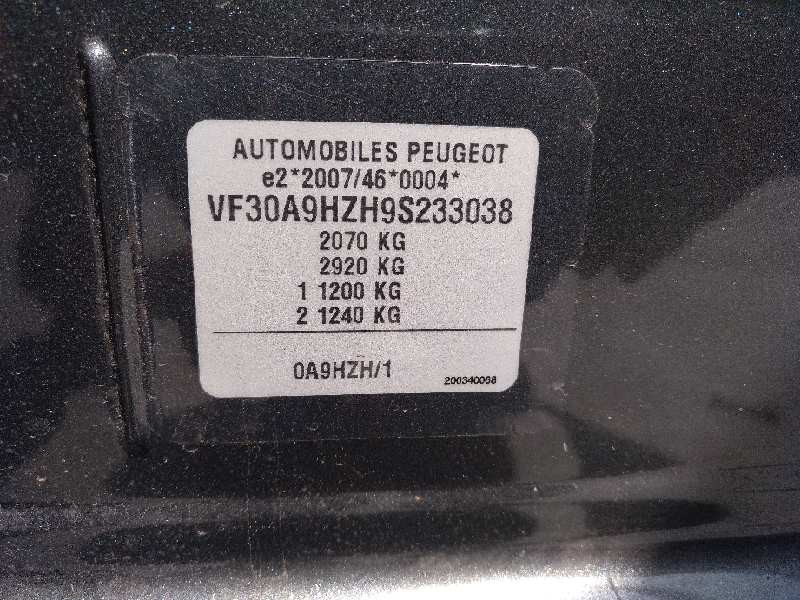 AUTOMOBILES PEUGEOT
e2*2007/46*0004*
VF30A9HZH9S233038
2070 KG
2920 KG
1 1200 KG
2 1240 KG
0A9HZH/1
200340068